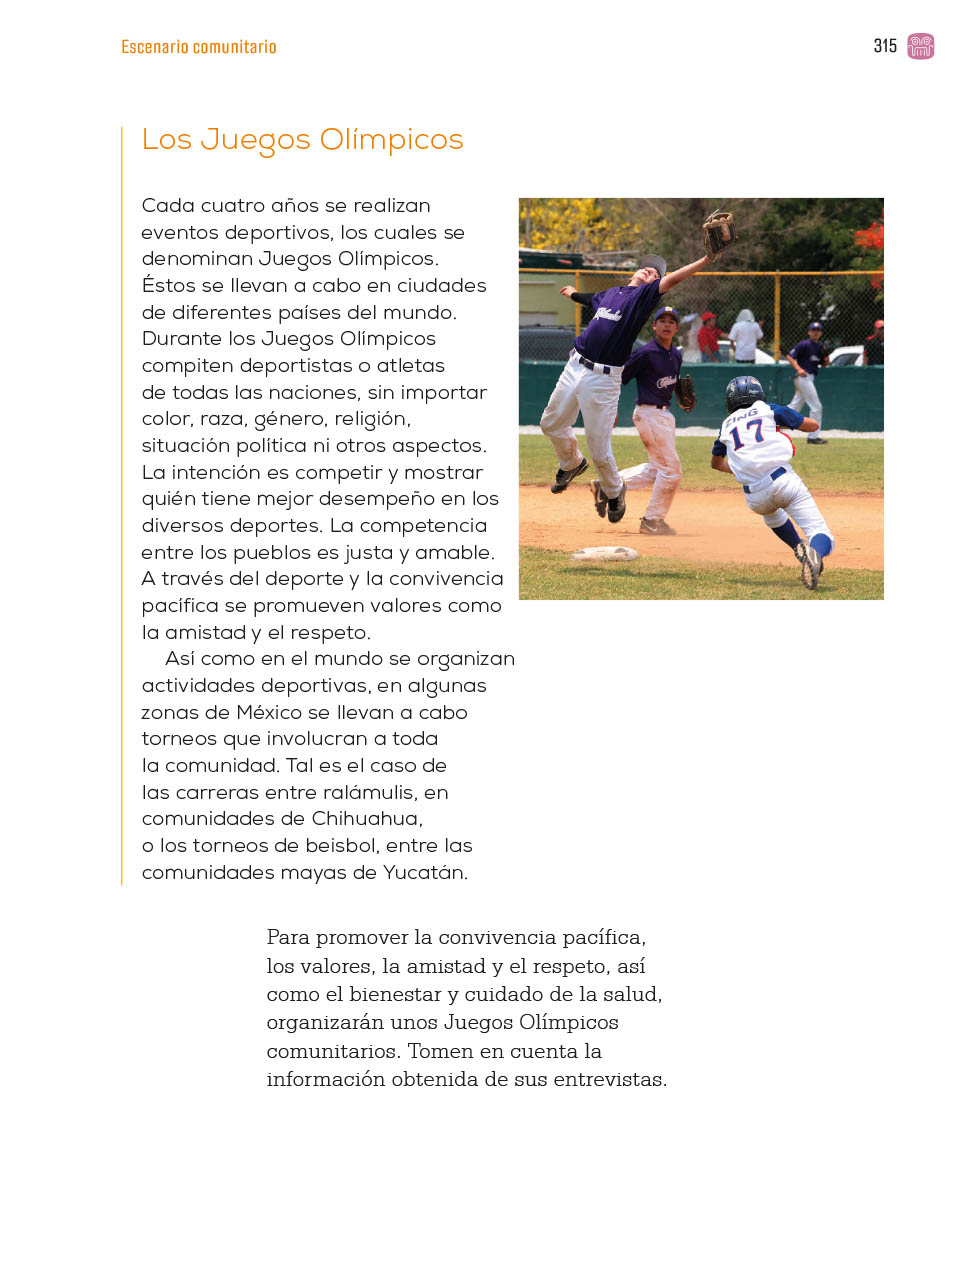 Escenario comunitario
315
Los Juegos Olímpicos
Cada cuatro años se realizan
eventos deportivos, los cuales se
denominan Juegos Olímpicos.
Éstos se llevan a cabo en ciudades
de diferentes países del mundo.
Durante los Juegos Olímpicos
compiten deportistas o atletas
de todas las naciones, sin importar
color, raza, género, religión,
situación política ni otros aspectos.
La intención es competir y mostrar
quién tiene mejor desempeño en los
diversos deportes. La competencia
entre los pueblos es justa y amable.
A través del deporte y la convivencia
pacífica se promueven valores como
la amistad y el respeto.
Así como en el mundo se organizan
actividades deportivas, en algunas
zonas de México se llevan a cabo
torneos que involucran a toda
la comunidad. Tal es el caso de
las carreras entre ralámulis, en
comunidades de Chihuahua,
o los torneos de beisbol, entre las
comunidades mayas de Yucatán.
17
Para promover la convivencia pacífica,
los valores, la amistad y el respeto, así
como el bienestar y cuidado de la salud,
organizarán unos Juegos Olímpicos
comunitarios. Tomen en cuenta la
información obtenida de sus entrevistas.